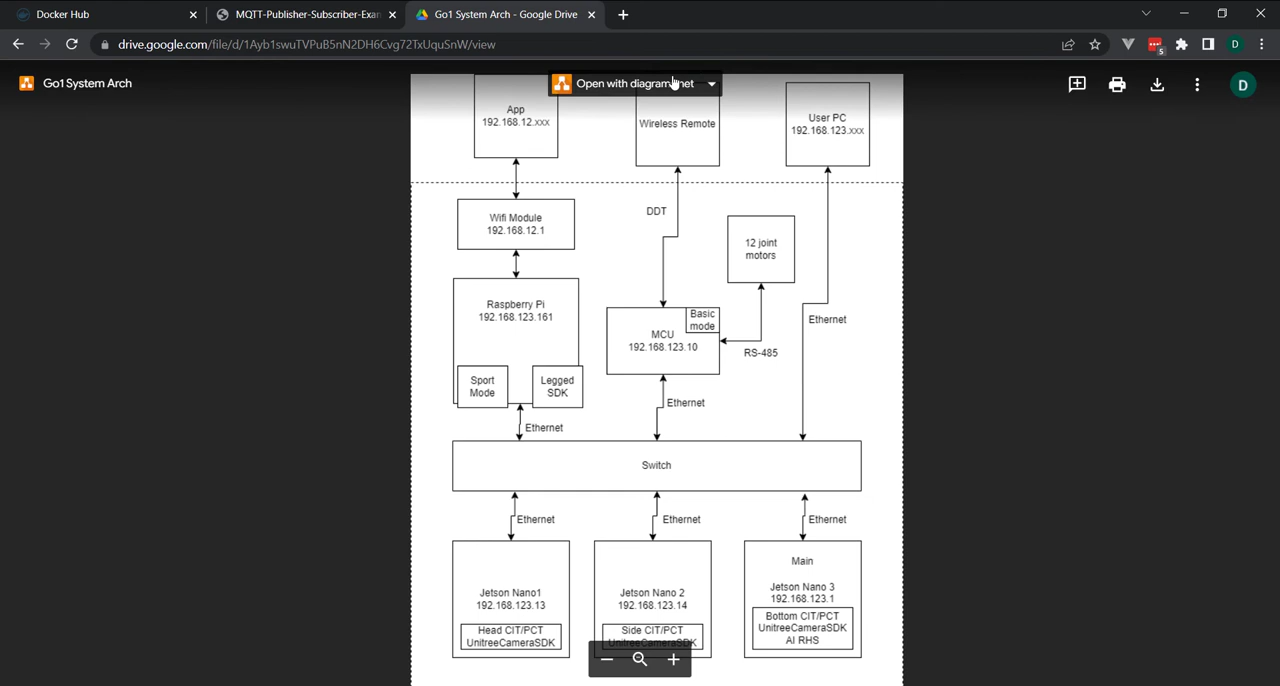 Docker Hub
MQTT-Publisher-Subscriber-Exan
Go1 System Arch - Google Drive
drive.google.com/file/d/1Ayb1swuTVPuB5nN2DH6Cvg72TxUquSnW/view
5
D
Go1 System Arch
Open with diagrams.net
D
App
192.168.12.xxx
Wireless Remote
User PC
192.168.123.xxx
Wifi Module
192.168.12.1
DDT
12 joint
motors
Raspberry Pi
192.168.123.161
Sport
Mode
Legged
SDK
Basic
mode
MCU
192.168.123.10
RS-485
Ethernet
Ethernet
Ethernet
Switch
Ethernet
Ethernet
Ethernet
Jetson Nano1
192.168.123.13
Head CIT/PCT
UnitreeCameraSDK
Jetson Nano 2
192.168.123.14
Side CIT/PCT
UnitreeCameraSDK
Main
Jetson Nano 3
192.168.123.1
Bottom CIT/PCT
UnitreeCameraSDK
AI RHS